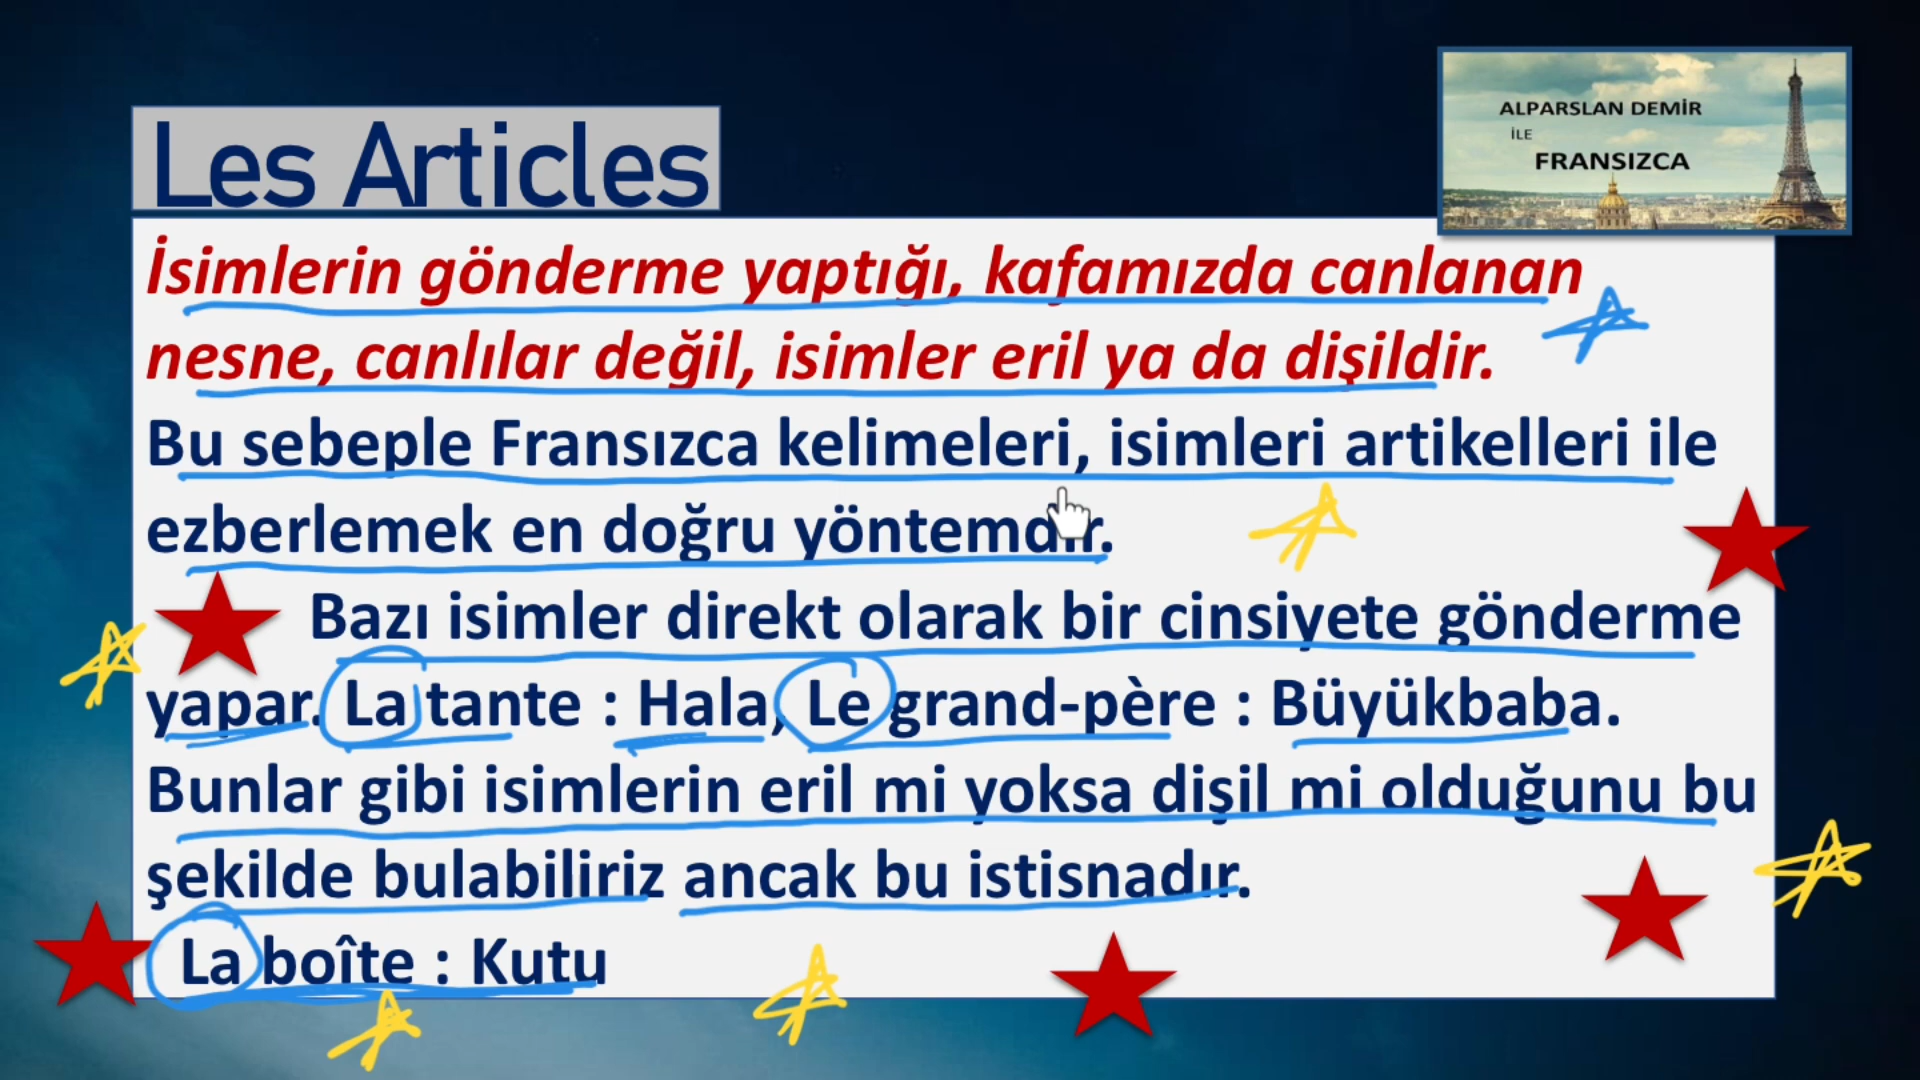 ALPARSLAN DEMİR
İLE
FRANSIZCA
Les Articles
İsimlerin gönderme yaptığı, kafamızda canlanan
nesne, canlılar değil, isimler eril ya da dişildir.
Bu sebeple Fransızca kelimeleri, isimleri artikelleri ile
ezberlemek en doğru yöntemdir.
Bazı isimler direkt olarak bir cinsiyete gönderme
yapar. La tante : Hala, Le grand-père : Büyükbaba.
Bunlar gibi isimlerin eril mi yoksa dişil mi olduğunu bu
şekilde bulabiliriz ancak bu istisnadır.
La boîte : Kutu